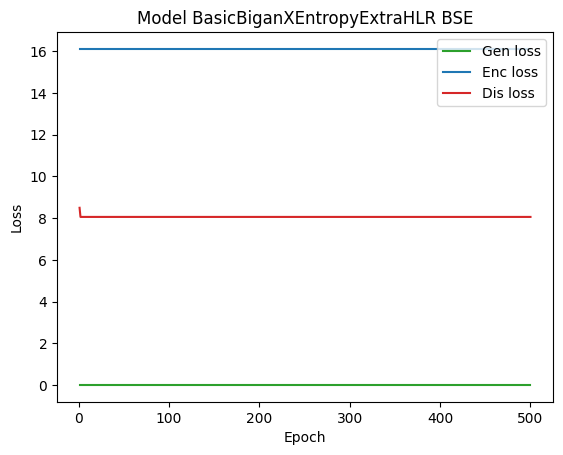 Model BasicBiganXEntropyExtraHLR BSE
Gen loss
Enc loss
Dis loss
Loss
16
14
12
10
8
6
4
2
0
0 100 200 300 400 500
Epoch